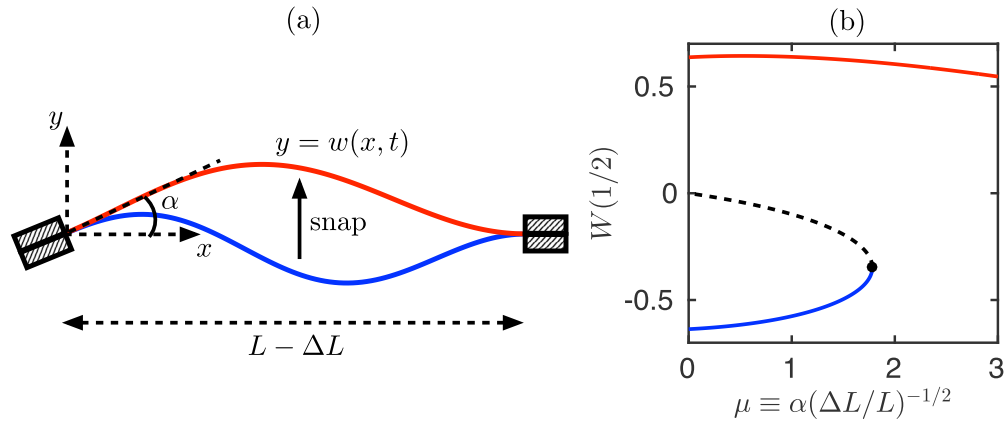 (a)
y
y = w(x, t)
α
snap
x
L − ΔL
(b)
W(1/2)
0.5
0
-0.5
0
1
2
3
μ ≡ α(ΔL/L)^{−1/2}